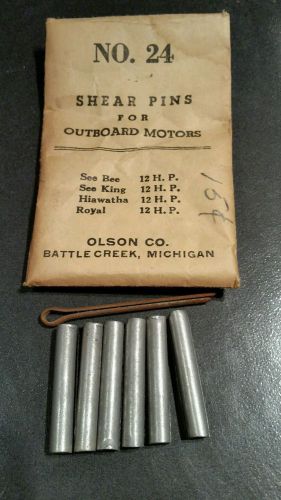 NO. 24
SHEAR PINS
FOR
OUTBOARD MOTORS
See Bee 12 H. P.
See King 12 H. P.
Hiawatha 12 H. P.
Royal 12 H. P.
OLSON CO.
BATTLE CREEK, MICHIGAN